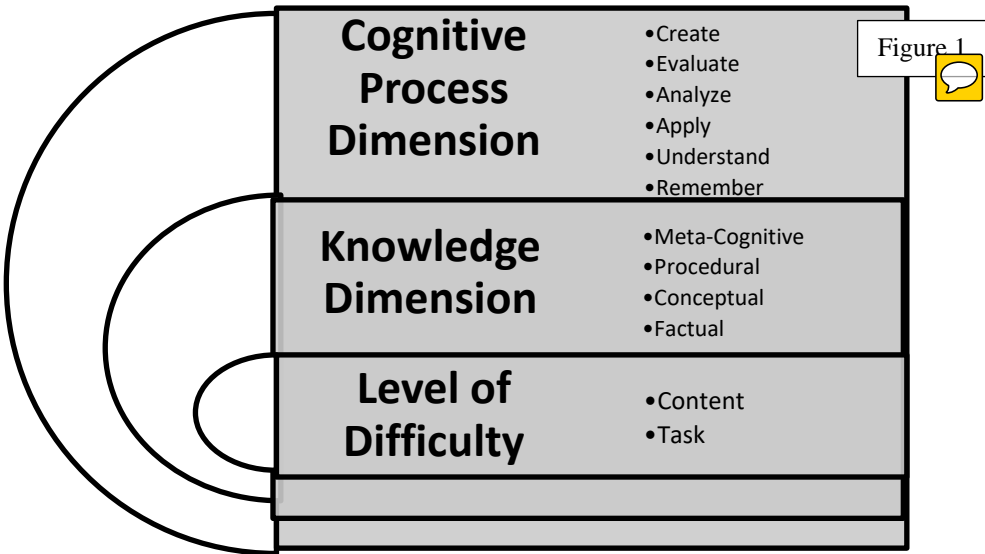 Cognitive
Process
Dimension
•Create
•Evaluate
•Analyze
•Apply
•Understand
•Remember
Figure 1
Knowledge
Dimension
•Meta-Cognitive
•Procedural
•Conceptual
•Factual
Level of
Difficulty
•Content
•Task